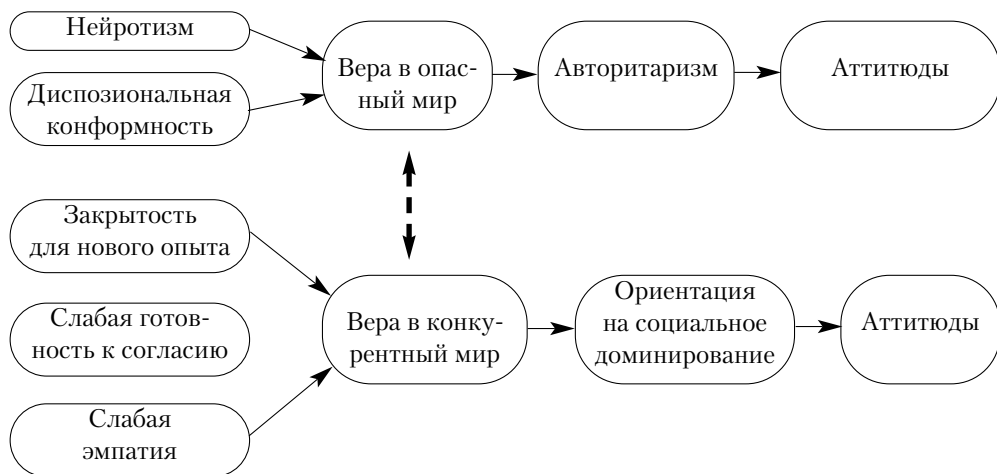 Нейротизм
Диспозиональная
конформность
Вера в опас-
ный мир
Авторитаризм
Аттитюды
Закрытость
для нового опыта
Слабая готов-
ность к согласию
Слабая
эмпатия
Вера в конку-
рентный мир
Ориентация
на социальное
доминирование
Аттитюды